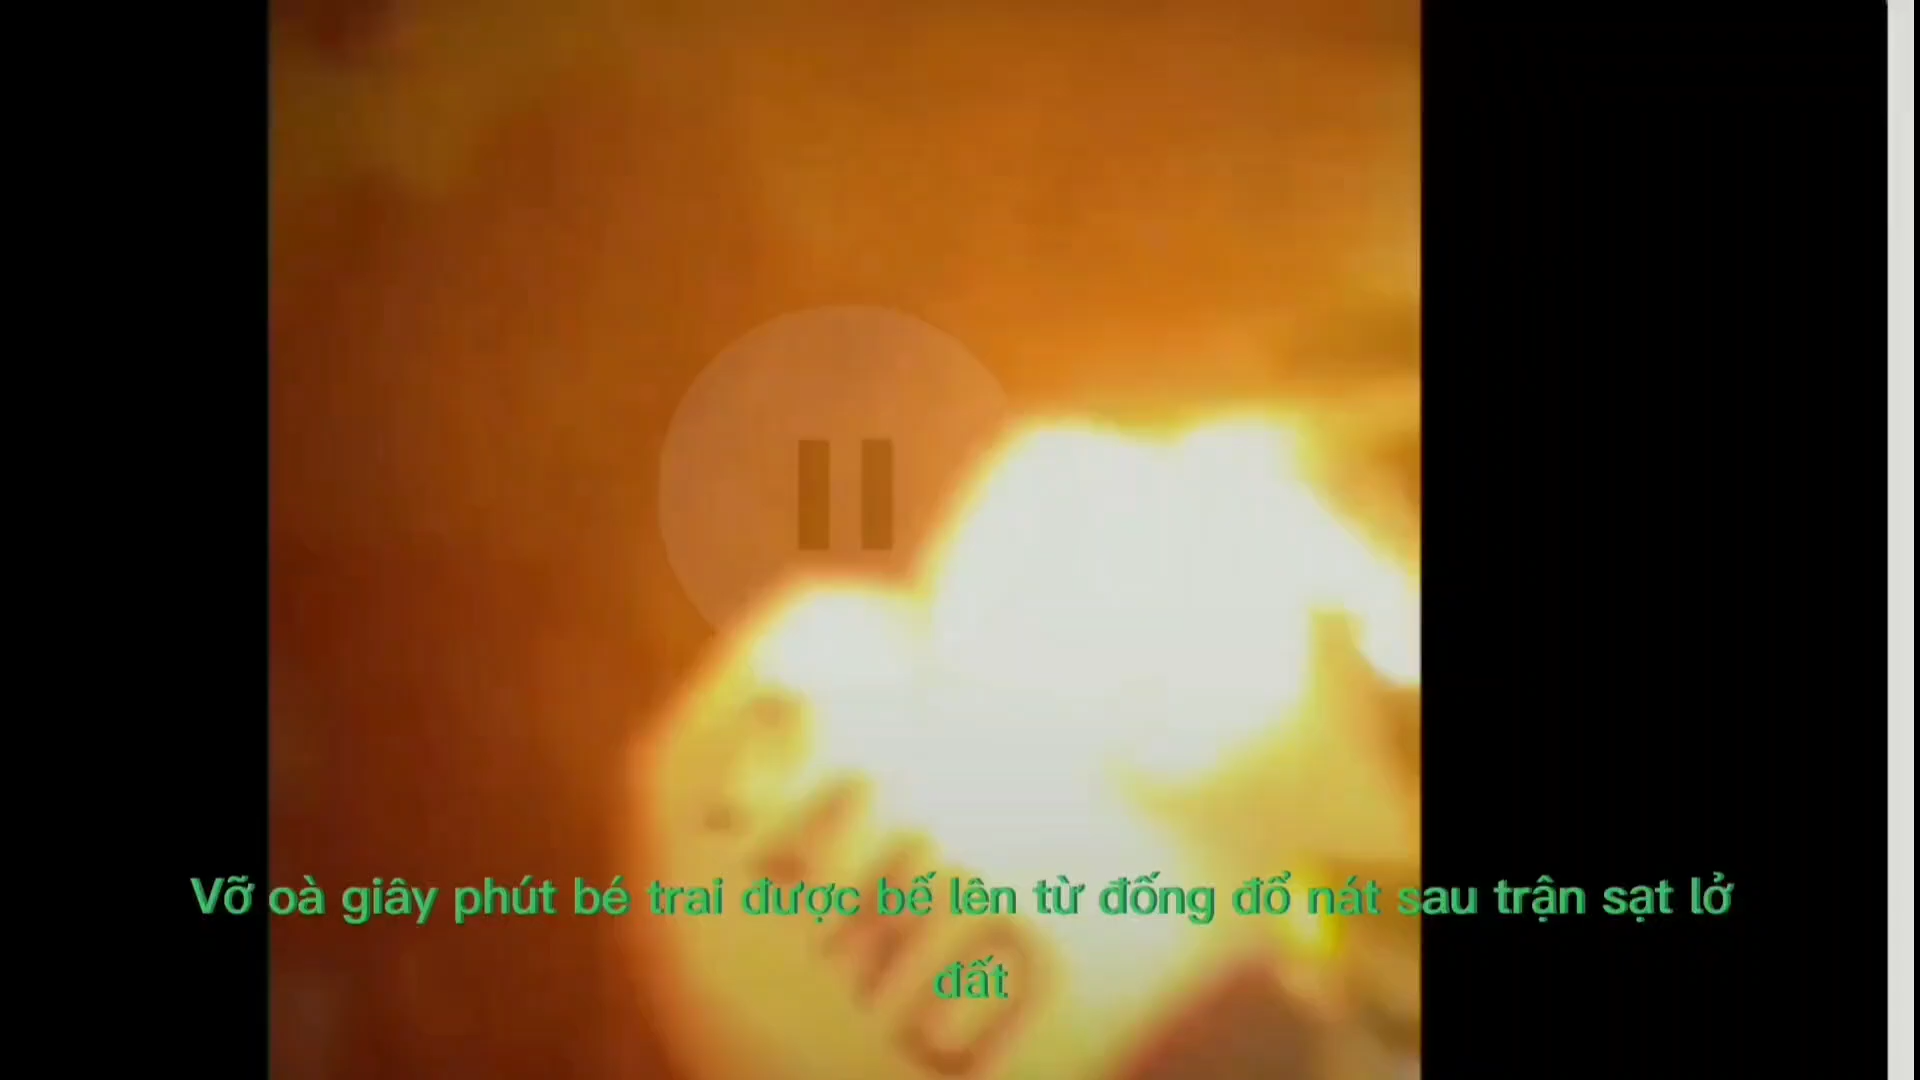 Vỡ oà giây phút bé trai được bế lên từ đống đổ nát sau trận sạt lở
đất